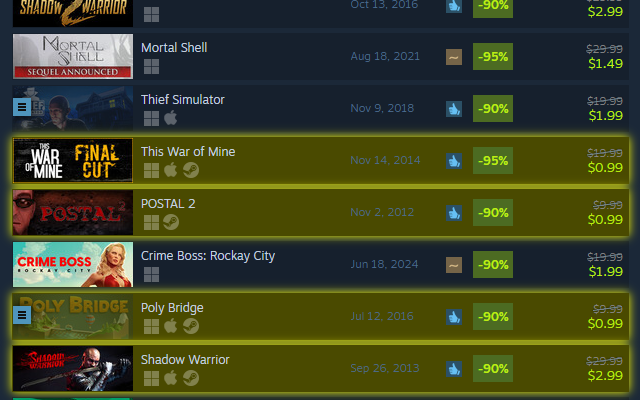 SHADOW
WARRIOR 2
Oct 13, 2016
-90%
$2.99
MORTAL
SHELL
SEQUEL ANNOUNCED
Mortal Shell
Aug 18, 2021
-95%
$29.99
$1.49
Thief Simulator
Nov 9, 2018
-90%
$19.99
$1.99
THIS
WAR
OF MINE
FINAL
CUT
This War of Mine
Nov 14, 2014
-95%
$19.99
$0.99
POSTAL 2
POSTAL 2
Nov 2, 2012
-90%
$9.99
$0.99
CRIME BOSS
ROCKAY CITY
Crime Boss: Rockay City
Jun 18, 2024
-90%
$19.99
$1.99
POLY BRIDGE
Poly Bridge
Jul 12, 2016
-90%
$9.99
$0.99
SHADOW
WARRIOR
Shadow Warrior
Sep 26, 2013
-90%
$29.99
$2.99